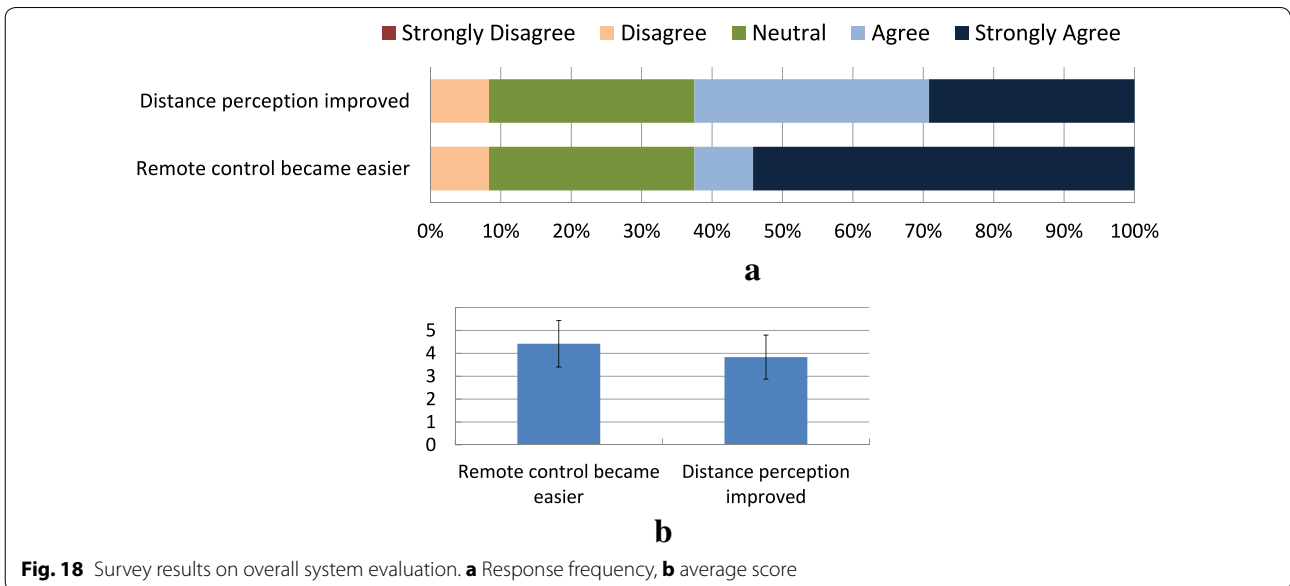 Strongly Disagree Disagree Neutral Agree Strongly Agree
Distance perception improved
Remote control became easier
0% 10% 20% 30% 40% 50% 60% 70% 80% 90% 100%
a
5
4
3
2
1
0
Remote control became easier
Distance perception improved
b
Fig. 18 Survey results on overall system evaluation. a Response frequency, b average score